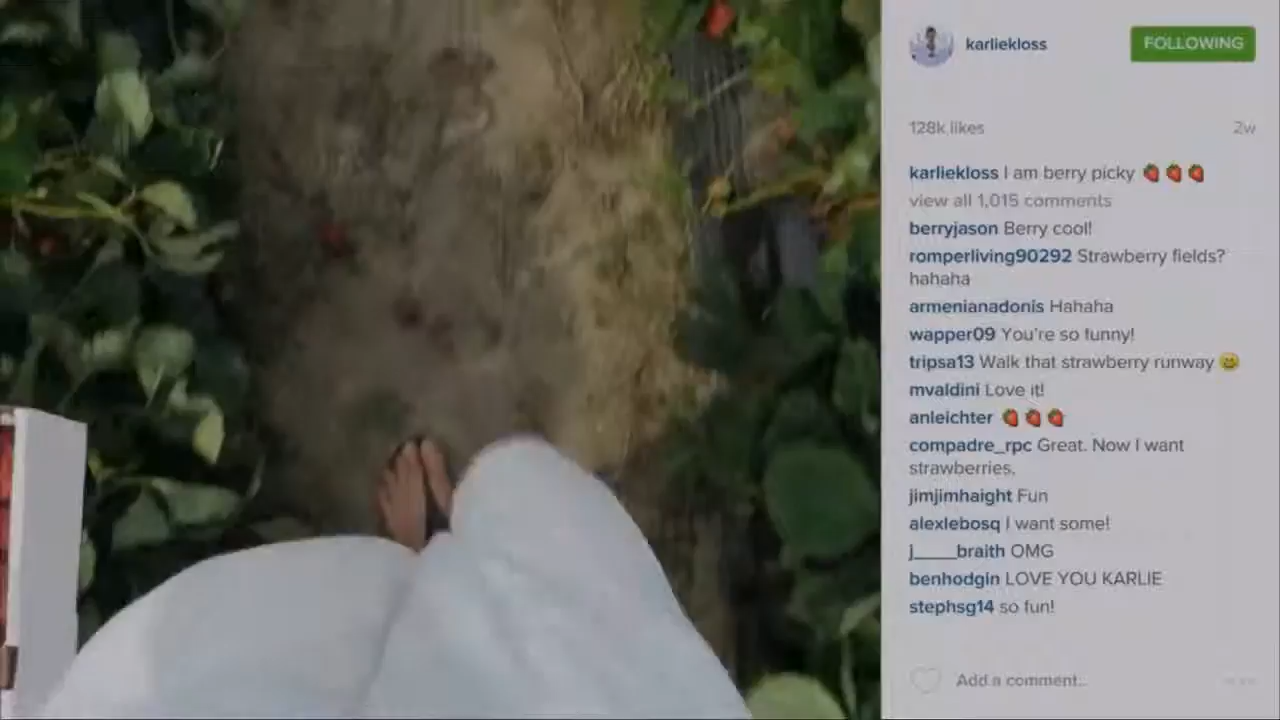 karliekloss
FOLLOWING
128k likes
2w
karliekloss I am berry picky 🍓🍓🍓
view all 1,015 comments
berryjason Berry cool!
romperliving90292 Strawberry fields?
hahaha
armenianadonis Hahaha
wapper09 You're so funny!
tripsa13 Walk that strawberry runway 😄
mvaldini Love it!
anleichter 🍓🍓🍓
compadre_rpc Great. Now I want
strawberries.
jimjimhaight Fun
alexlebosq I want some!
j_____braith OMG
benhodgin LOVE YOU KARLIE
stephsg14 so fun!
Add a comment...